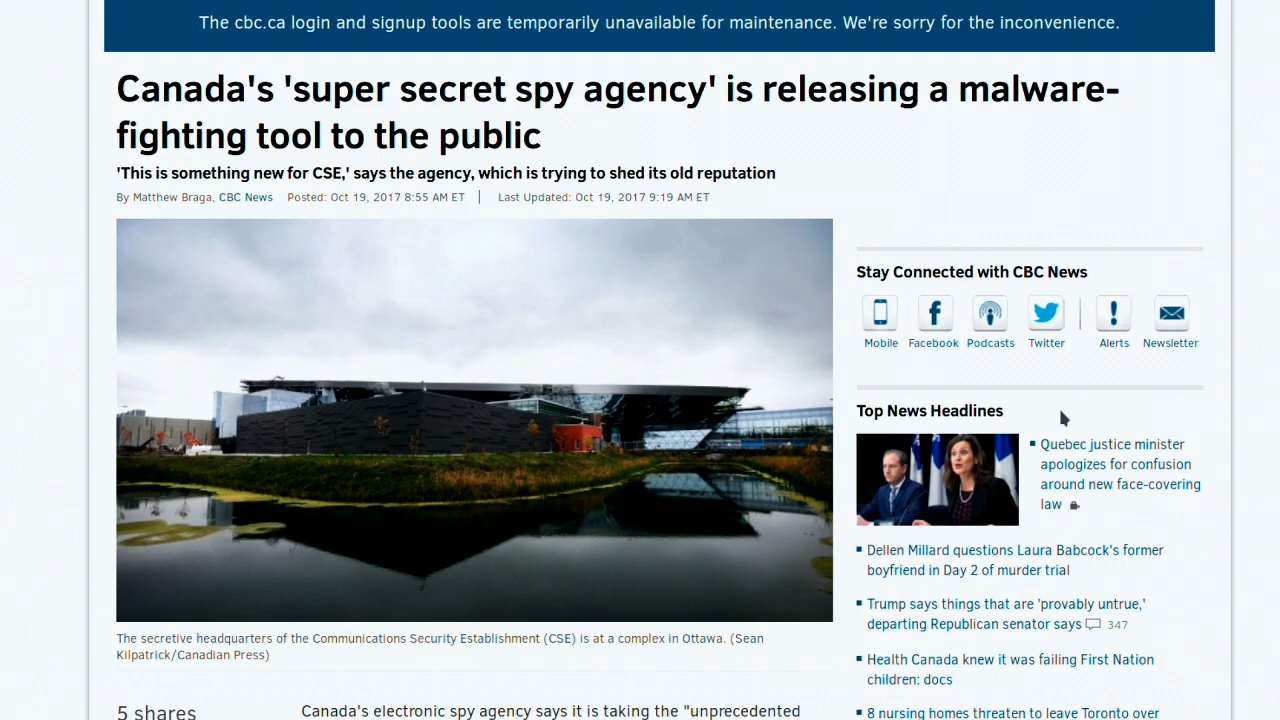 The cbc.ca login and signup tools are temporarily unavailable for maintenance. We're sorry for the inconvenience.
Canada's 'super secret spy agency' is releasing a malware-
fighting tool to the public
'This is something new for CSE,' says the agency, which is trying to shed its old reputation
By Matthew Braga, CBC News Posted: Oct 19, 2017 8:55 AM ET | Last Updated: Oct 19, 2017 9:19 AM ET
The secretive headquarters of the Communications Security Establishment (CSE) is at a complex in Ottawa. (Sean
Kilpatrick/Canadian Press)
5 shares
Canada's electronic spy agency says it is taking the "unprecedented
Stay Connected with CBC News
Mobile Facebook Podcasts Twitter Alerts Newsletter
Top News Headlines
Quebec justice minister
apologizes for confusion
around new face-covering
law
Dellen Millard questions Laura Babcock's former
boyfriend in Day 2 of murder trial
Trump says things that are 'provably untrue,'
departing Republican senator says 347
Health Canada knew it was failing First Nation
children: docs
8 nursing homes threaten to leave Toronto over